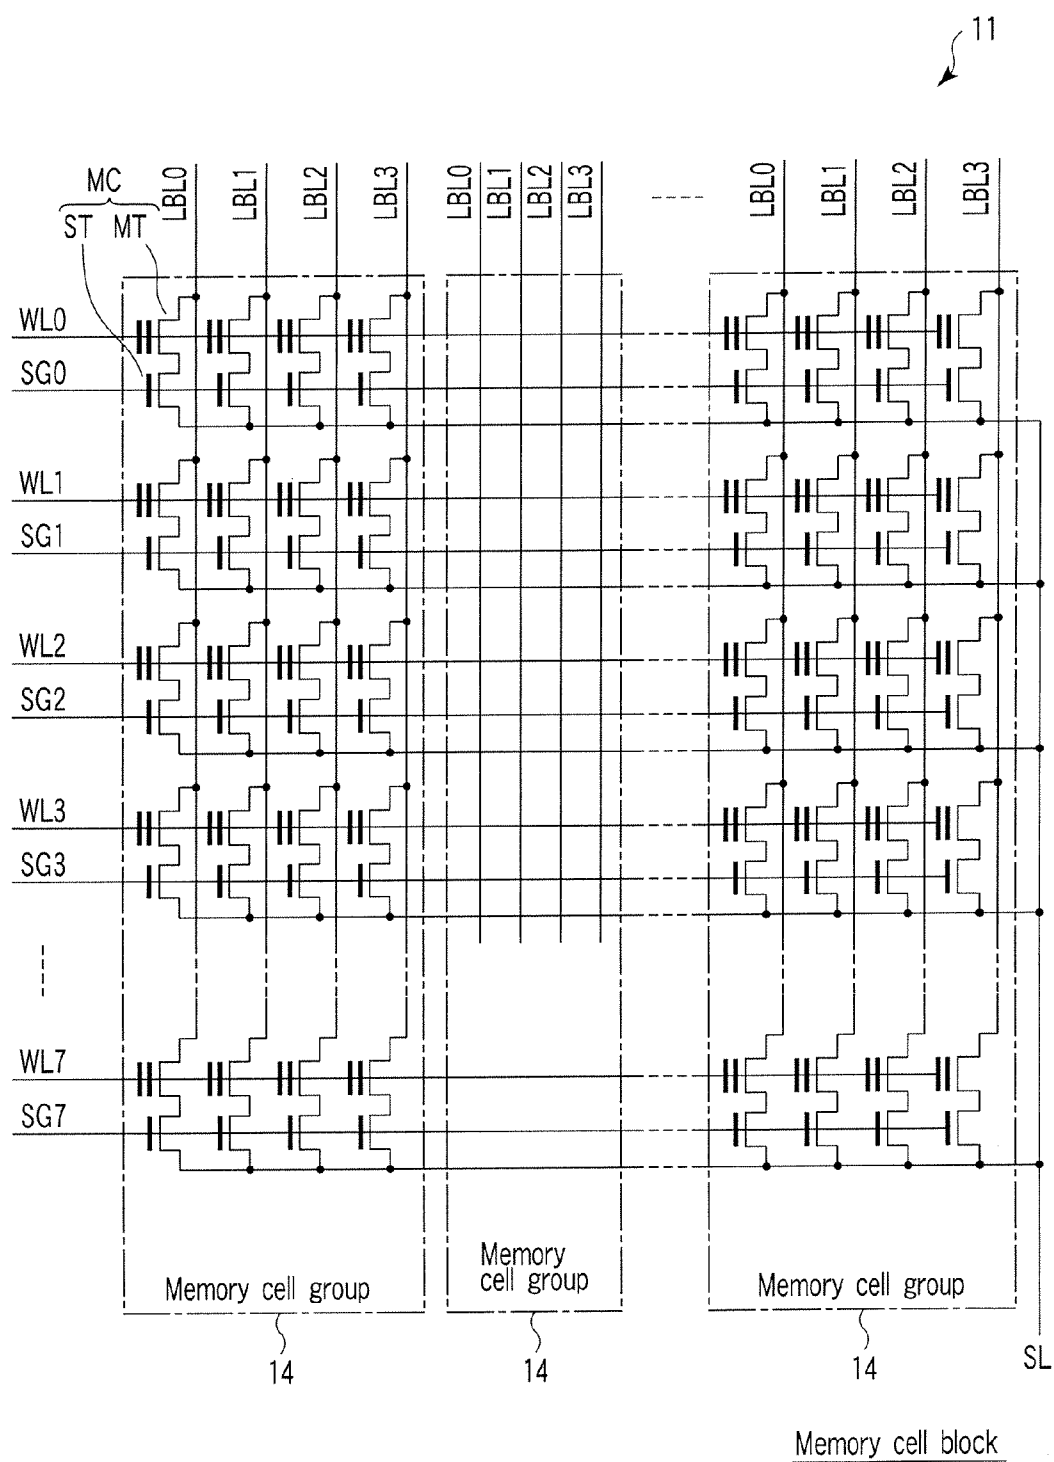 11
MC
ST MT
LBL0 LBL1 LBL2 LBL3 LBL0 LBL1 LBL2 LBL3 LBL0 LBL1 LBL2 LBL3
WL0
SG0
WL1
SG1
WL2
SG2
WL3
SG3
WL7
SG7
Memory cell group
Memory
cell group
Memory cell group
14 14 14 SL
Memory cell block